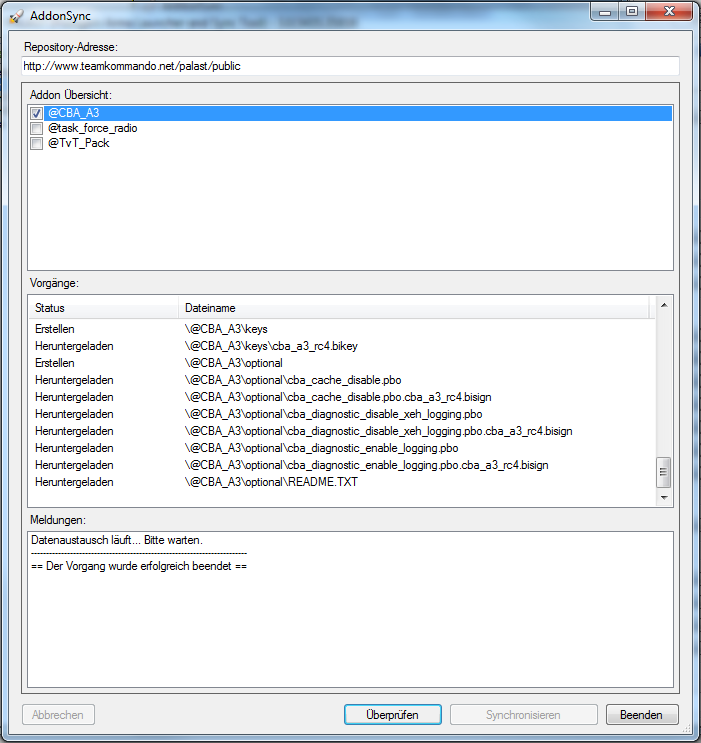 AddonSync
Repository-Adresse:
http://www.teamkommando.net/palast/public
Addon Übersicht:
@CBA_A3
@task_force_radio
@TvT_Pack
Vorgänge:
Status Dateiname
Erstellen \@CBA_A3\keys
Heruntergeladen \@CBA_A3\keys\cba_a3_rc4.bikey
Erstellen \@CBA_A3\optional
Heruntergeladen \@CBA_A3\optional\cba_cache_disable.pbo
Heruntergeladen \@CBA_A3\optional\cba_cache_disable.pbo.cba_a3_rc4.bisign
Heruntergeladen \@CBA_A3\optional\cba_diagnostic_disable_xeh_logging.pbo
Heruntergeladen \@CBA_A3\optional\cba_diagnostic_disable_xeh_logging.pbo.cba_a3_rc4.bisign
Heruntergeladen \@CBA_A3\optional\cba_diagnostic_enable_logging.pbo
Heruntergeladen \@CBA_A3\optional\cba_diagnostic_enable_logging.pbo.cba_a3_rc4.bisign
Heruntergeladen \@CBA_A3\optional\README.TXT
Meldungen:
Datenaustausch läuft... Bitte warten.
------------------------------------------------------------------------
== Der Vorgang wurde erfolgreich beendet ==
Abbrechen Überprüfen Synchronisieren Beenden